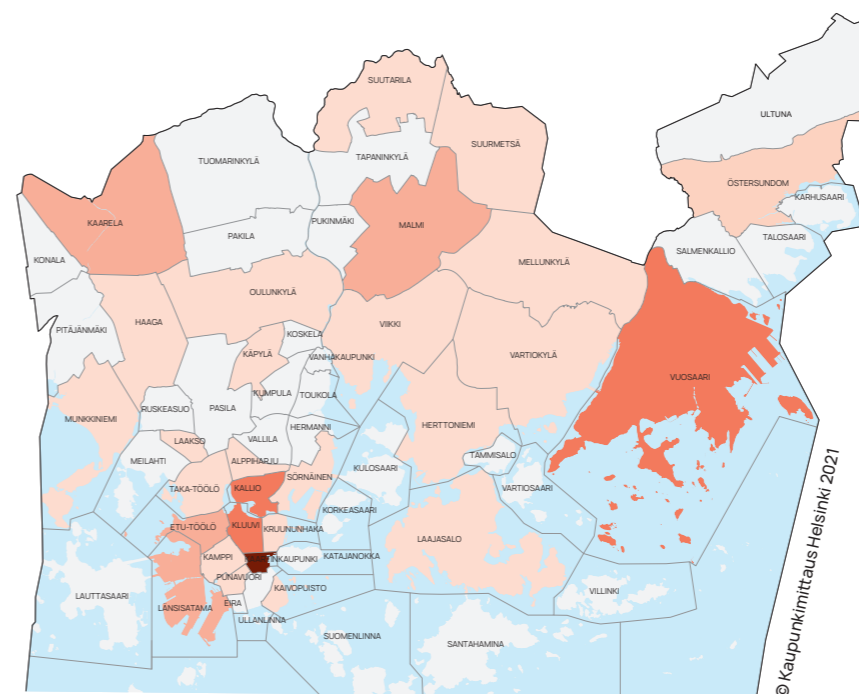 SUUTARILA
ULTUNA
SUURMETSÄ
TUOMARINKYLÄ
TAPANINKYLÄ
ÖSTERSUNDOM
KARHUSAARI
KAARELA
PUKINMÄKI
MALMI
PAKILA
TALOSAARI
SALMENKALLIO
KONALA
MELLUNKYLÄ
OULUNKYLÄ
HAAGA
VIIKKI
PITÄJÄNMÄKI
KOSKELA
KÄPYLÄ
VANHAKAUPUNKI
VARTIOKYLÄ
VUOSAARI
KUMPULA
TOUKOLA
RUSKEASUO
PASILA
MUNKKINIEMI
HERTTONIEMI
HERMANNI
LAAKSO
VALLILA
TAMMISALO
MEILAHTI
ALPPIHARJU
KULOSAARI
SÖRNÄINEN
TAKA-TÖÖLÖ
KALLIO
VARTIOSAARI
KORKEASAARI
ETU-TÖÖLÖ
KLUUVI
KRUUNUNHAKA
LAAJASALO
KAMPPI
INKAUPUNKI
KATAJANOKKA
PUNAVUORI
KAIVOPUISTO
VILLINKI
LAUTTASAARI
EIRA
LÄNSISATAMA
ULLANLINNA
SUOMENLINNA
SANTAHAMINA
© Kaupunkimittaus Helsinki 2021